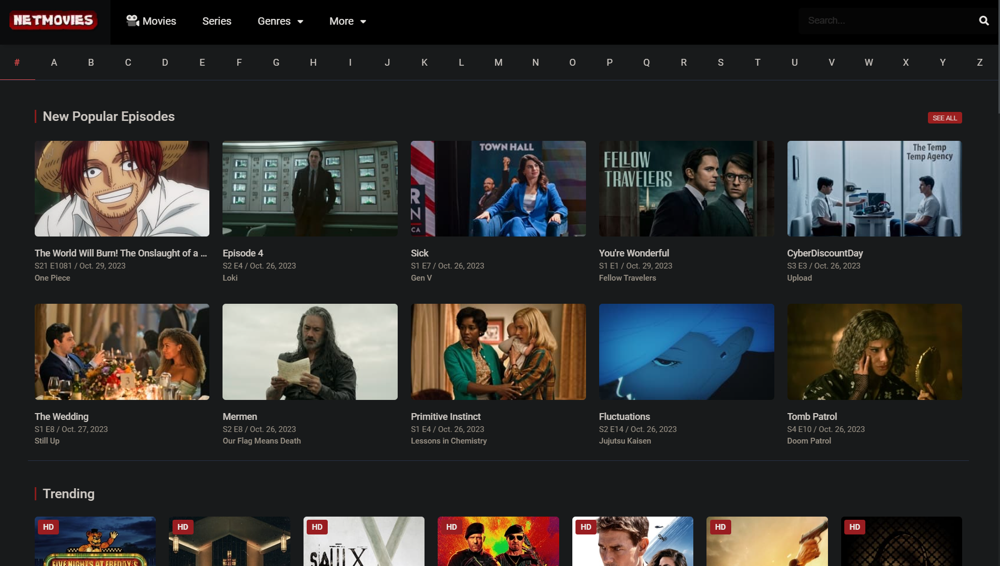 NETMOVIES
Movies
Series
Genres
More
Search...
# A B C D E F G H I J K L M N O P Q R S T U V W X Y Z
New Popular Episodes
SEE ALL
TOWN HALL
R
N
CA
FELLOW
TRAVELERS
The Temp
Temp Agency
The World Will Burn! The Onslaught of a ...
S21 E1081 / Oct. 29, 2023
One Piece
Episode 4
S2 E4 / Oct. 26, 2023
Loki
Sick
S1 E7 / Oct. 26, 2023
Gen V
You're Wonderful
S1 E1 / Oct. 29, 2023
Fellow Travelers
CyberDiscountDay
S3 E3 / Oct. 26, 2023
Upload
3
The Wedding
S1 E8 / Oct. 27, 2023
Still Up
Mermen
S2 E8 / Oct. 26, 2023
Our Flag Means Death
Primitive Instinct
S1 E4 / Oct. 26, 2023
Lessons in Chemistry
Fluctuations
S2 E14 / Oct. 26, 2023
Jujutsu Kaisen
Tomb Patrol
S4 E10 / Oct. 26, 2023
Doom Patrol
Trending
HD
FIVE NIGHTS AT FREDDY'S
HD
HD
SAW X
HD
HD
HD
HD